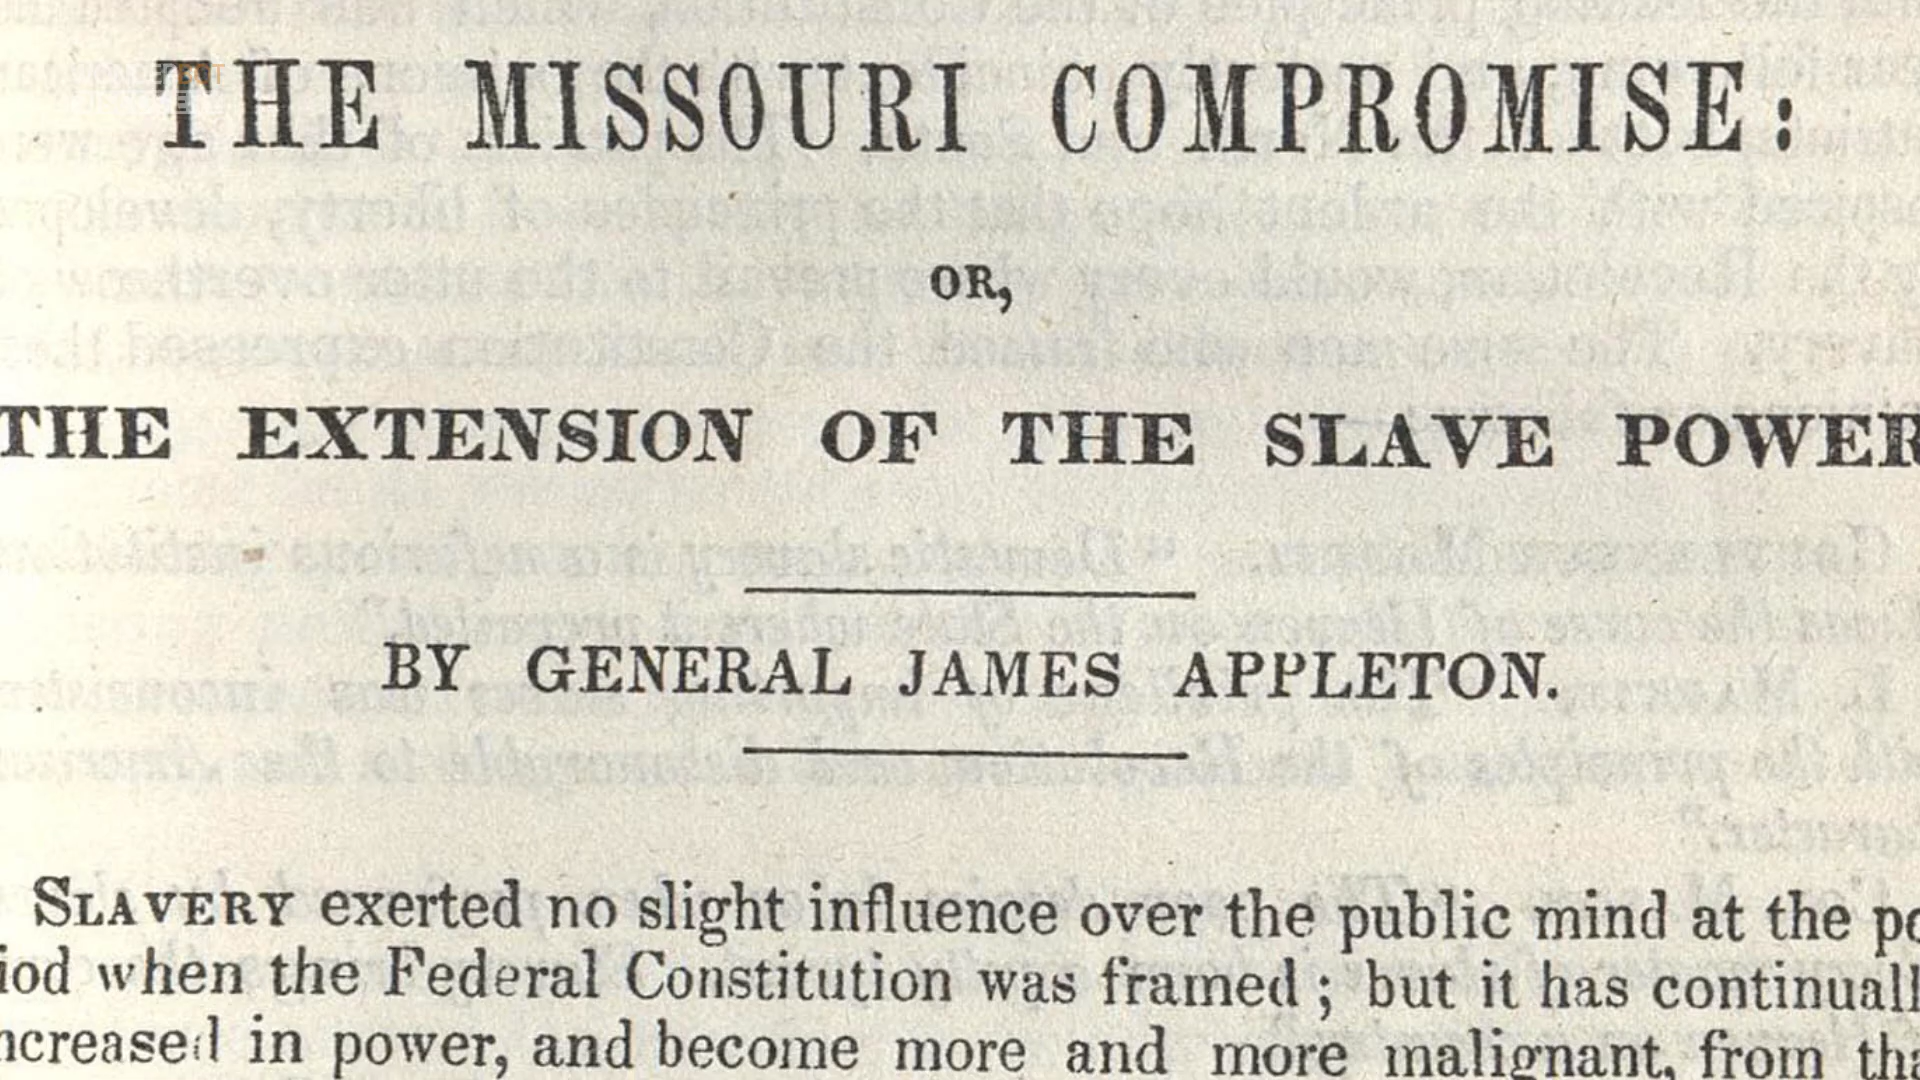 THE MISSOURI COMPROMISE:
OR,
THE EXTENSION OF THE SLAVE POWER
BY GENERAL JAMES APPLETON.
SLAVERY exerted no slight influence over the public mind at the pe
iod when the Federal Constitution was framed; but it has continuall
ncreased in power, and become more and more malignant, from tha